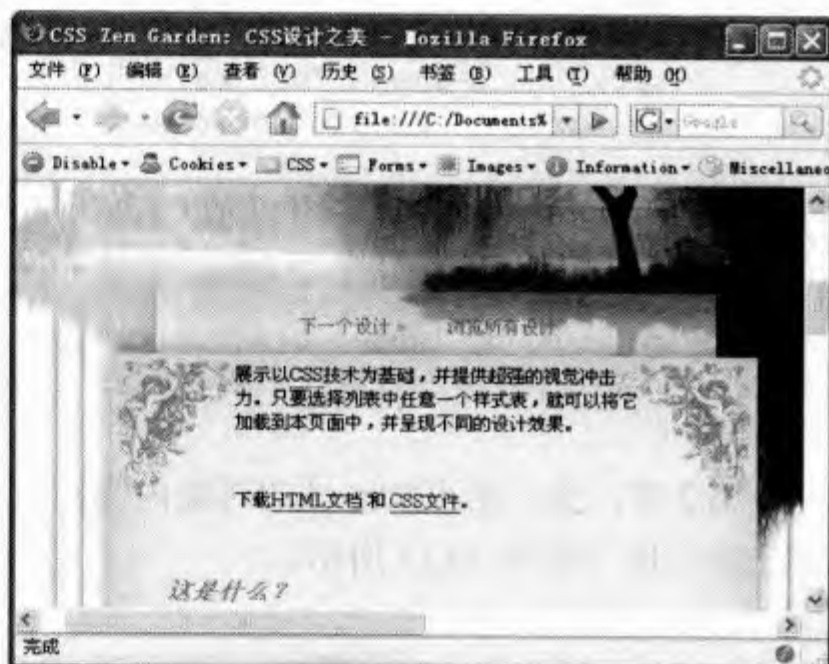 CSS Zen Garden: CSS设计之美 - Mozilla Firefox
文件 (F) 编辑 (E) 查看 (V) 历史 (S) 书签 (B) 工具 (T) 帮助 (H)
file:///C:/Documents% Google
Disable Cookies CSS Forms Images Information Miscellaneo
下一个设计 » 浏览所有设计
展示以CSS技术为基础，并提供超强的视觉冲击
力。只要选择列表中任意一个样式表，就可以将它
加载到本页面中，并呈现不同的设计效果。
下载HTML文档 和 CSS文件。
这是什么？
完成